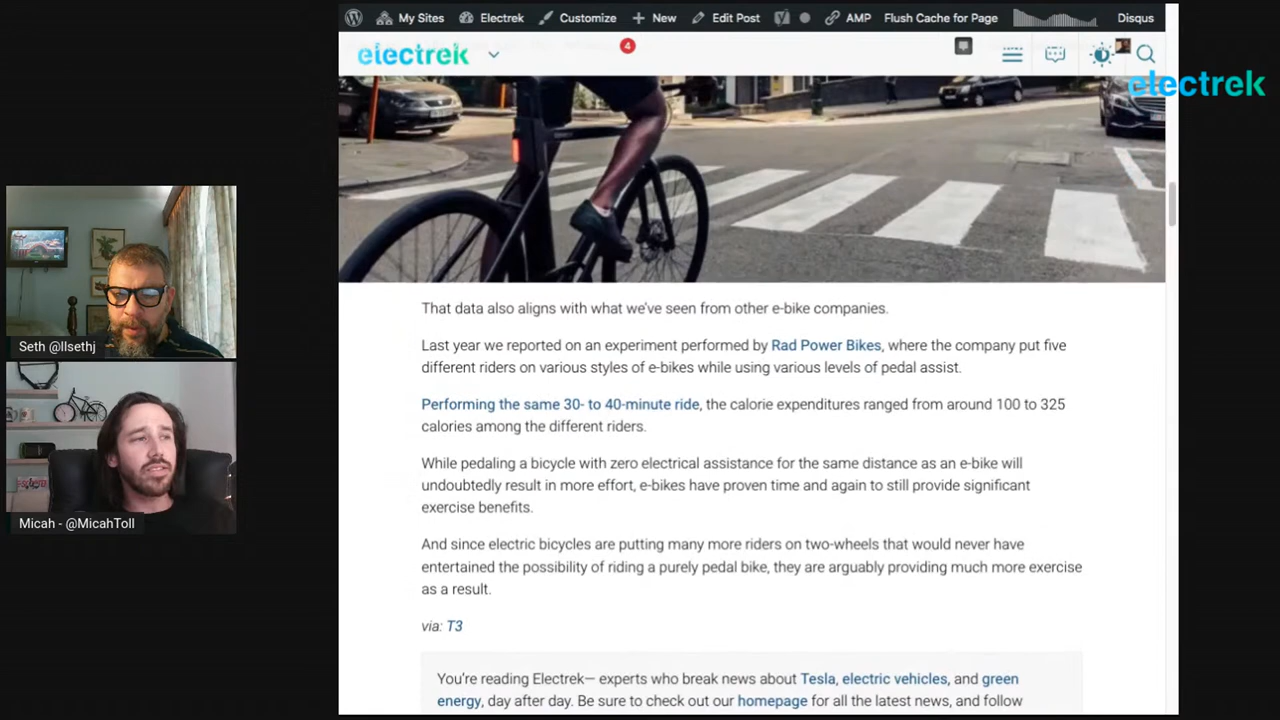 My Sites Electrek Customize New Edit Post AMP Flush Cache for Page Disqus
electrek
4
electrek
Seth @llsethj
Micah - @MicahToll
That data also aligns with what we've seen from other e-bike companies.
Last year we reported on an experiment performed by Rad Power Bikes, where the company put five
different riders on various styles of e-bikes while using various levels of pedal assist.
Performing the same 30- to 40-minute ride, the calorie expenditures ranged from around 100 to 325
calories among the different riders.
While pedaling a bicycle with zero electrical assistance for the same distance as an e-bike will
undoubtedly result in more effort, e-bikes have proven time and again to still provide significant
exercise benefits.
And since electric bicycles are putting many more riders on two-wheels that would never have
entertained the possibility of riding a purely pedal bike, they are arguably providing much more exercise
as a result.
via: T3
You're reading Electrek— experts who break news about Tesla, electric vehicles, and green
energy, day after day. Be sure to check out our homepage for all the latest news, and follow